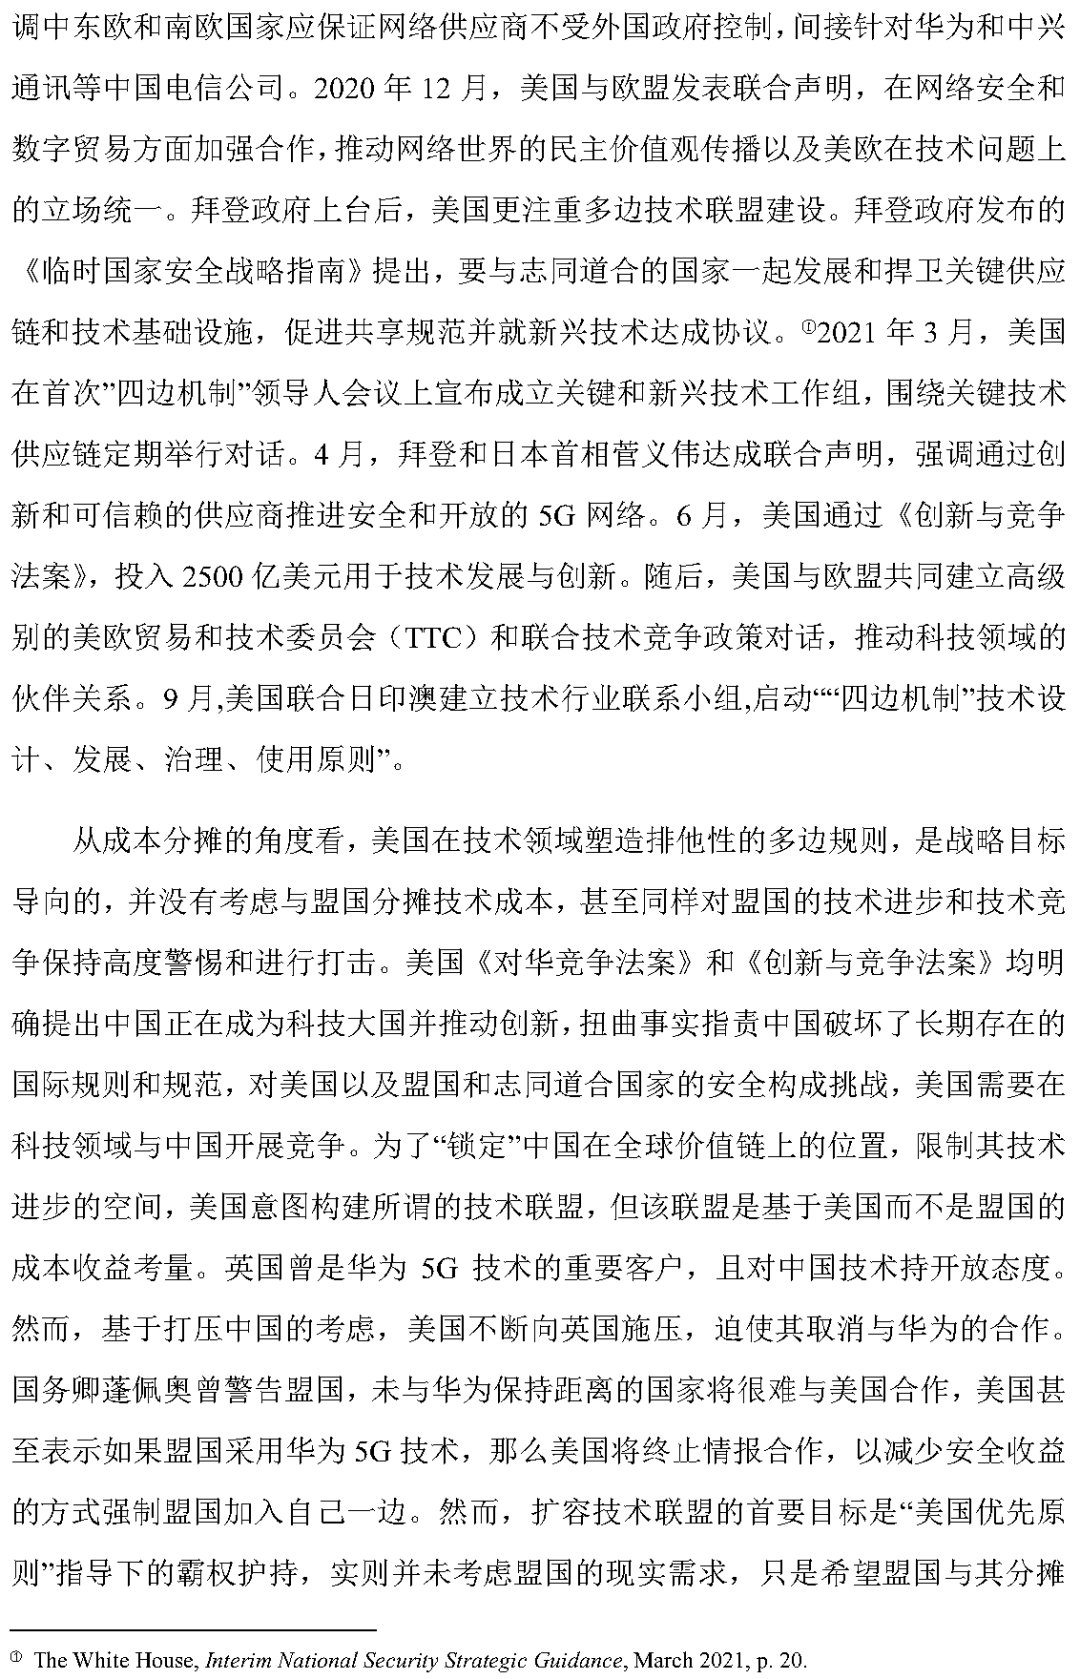 调中东欧和南欧国家应保证网络供应商不受外国政府控制，间接针对华为和中兴
通讯等中国电信公司。2020 年 12 月，美国与欧盟发表联合声明，在网络安全和
数字贸易方面加强合作，推动网络世界的民主价值观传播以及美欧在技术问题上
的立场统一。拜登政府上台后，美国更注重多边技术联盟建设。拜登政府发布的
《临时国家安全战略指南》提出，要与志同道合的国家一起发展和捍卫关键供应
链和技术基础设施，促进共享规范并就新兴技术达成协议。①2021 年 3 月，美国
在首次”四边机制”领导人会议上宣布成立关键和新兴技术工作组，围绕关键技术
供应链定期举行对话。4 月，拜登和日本首相菅义伟达成联合声明，强调通过创
新和可信赖的供应商推进安全和开放的 5G 网络。6 月，美国通过《创新与竞争
法案》，投入 2500 亿美元用于技术发展与创新。随后，美国与欧盟共同建立高级
别的美欧贸易和技术委员会（TTC）和联合技术竞争政策对话，推动科技领域的
伙伴关系。9 月,美国联合日印澳建立技术行业联系小组,启动““四边机制”技术设
计、发展、治理、使用原则”。
从成本分摊的角度看，美国在技术领域塑造排他性的多边规则，是战略目标
导向的，并没有考虑与盟国分摊技术成本，甚至同样对盟国的技术进步和技术竞
争保持高度警惕和进行打击。美国《对华竞争法案》和《创新与竞争法案》均明
确提出中国正在成为科技大国并推动创新，扭曲事实指责中国破坏了长期存在的
国际规则和规范，对美国以及盟国和志同道合国家的安全构成挑战，美国需要在
科技领域与中国开展竞争。为了“锁定”中国在全球价值链上的位置，限制其技术
进步的空间，美国意图构建所谓的技术联盟，但该联盟是基于美国而不是盟国的
成本收益考量。英国曾是华为 5G 技术的重要客户，且对中国技术持开放态度。
然而，基于打压中国的考虑，美国不断向英国施压，迫使其取消与华为的合作。
国务卿蓬佩奥曾警告盟国，未与华为保持距离的国家将很难与美国合作，美国甚
至表示如果盟国采用华为 5G 技术，那么美国将终止情报合作，以减少安全收益
的方式强制盟国加入自己一边。然而，扩容技术联盟的首要目标是“美国优先原
则”指导下的霸权护持，实则并未考虑盟国的现实需求，只是希望盟国与其分摊
① The White House, Interim National Security Strategic Guidance, March 2021, p. 20.